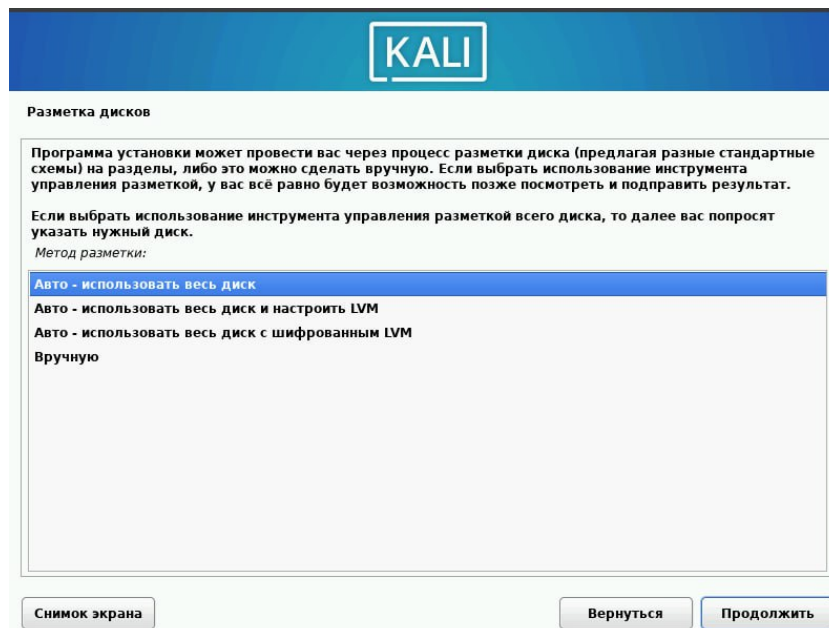 KALI
Разметка дисков
Программа установки может провести вас через процесс разметки диска (предлагая разные стандартные
схемы) на разделы, либо это можно сделать вручную. Если выбрать использование инструмента
управления разметкой, у вас всё равно будет возможность позже посмотреть и подправить результат.
Если выбрать использование инструмента управления разметкой всего диска, то далее вас попросят
указать нужный диск.
Метод разметки:
Авто - использовать весь диск
Авто - использовать весь диск и настроить LVM
Авто - использовать весь диск с шифрованным LVM
Вручную
Снимок экрана
Вернуться
Продолжить